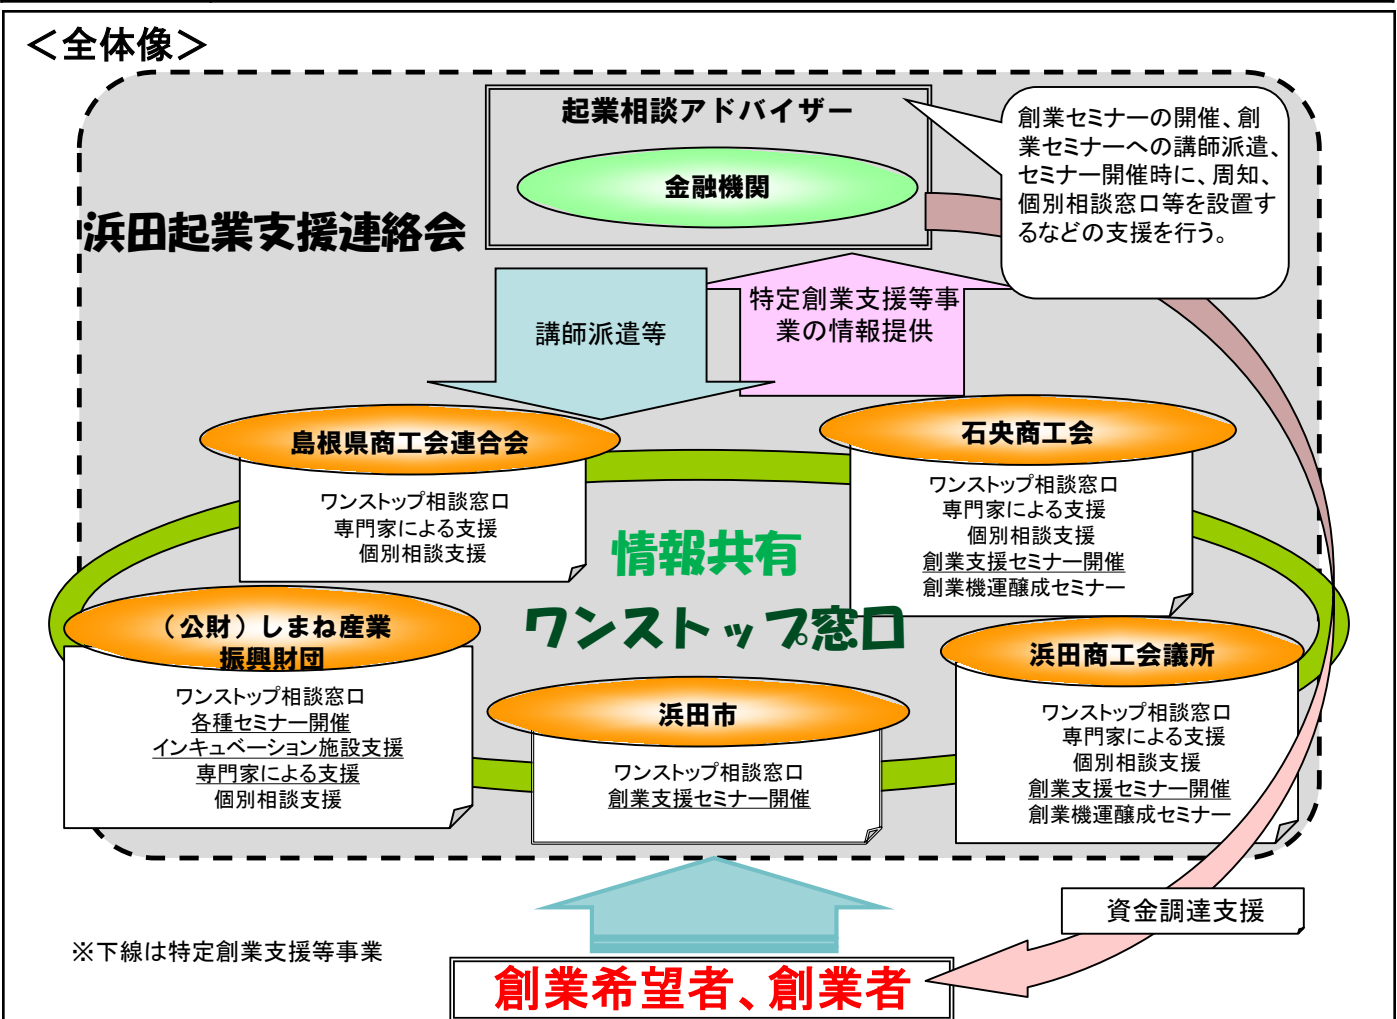 ＜全体像＞
起業相談アドバイザー
金融機関
創業セミナーの開催、創
業セミナーへの講師派遣、
セミナー開催時に、周知、
個別相談窓口等を設置す
るなどの支援を行う。
浜田起業支援連絡会
講師派遣等
特定創業支援等事
業の情報提供
島根県商工会連合会
ワンストップ相談窓口
専門家による支援
個別相談支援
石央商工会
ワンストップ相談窓口
専門家による支援
個別相談支援
創業支援セミナー開催
創業機運醸成セミナー
情報共有
ワンストップ窓口
（公財）しまね産業
振興財団
ワンストップ相談窓口
各種セミナー開催
インキュベーション施設支援
専門家による支援
個別相談支援
浜田市
ワンストップ相談窓口
創業支援セミナー開催
浜田商工会議所
ワンストップ相談窓口
専門家による支援
個別相談支援
創業支援セミナー開催
創業機運醸成セミナー
資金調達支援
※下線は特定創業支援等事業
創業希望者、創業者